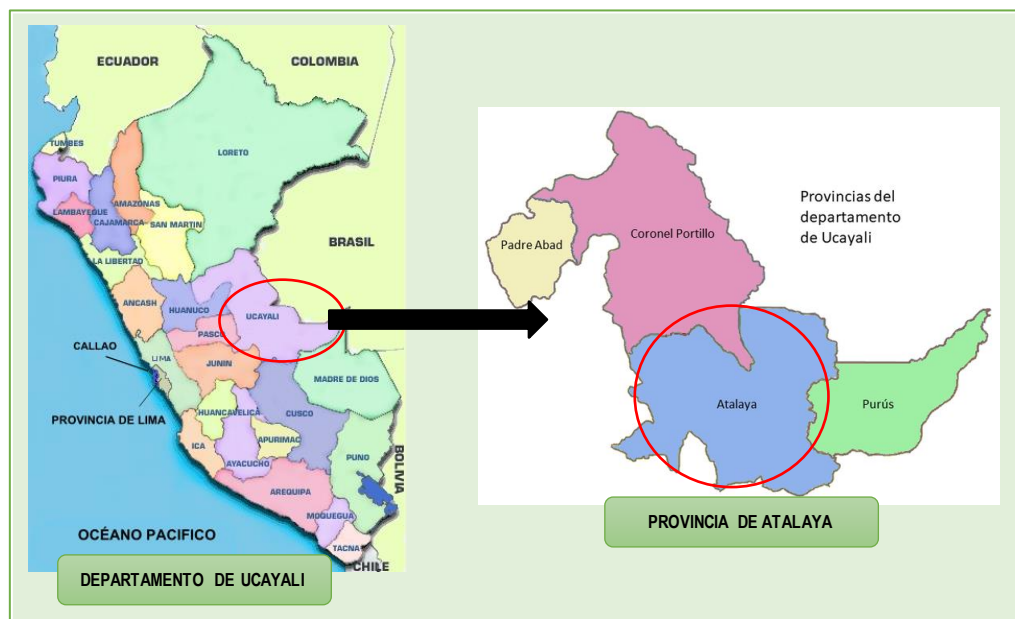 ECUADOR
COLOMBIA
TUMBES
LORETO
PIURA
AMAZONAS
LAMBAYEQUE
CAJAMARCA
SAN MARTIN
BRASIL
LA LIBERTAD
ANCASH
HUANUCO
UCAYALI
PASCO
CALLAO
LIMA
JUNIN
MADRE DE DIOS
PROVINCIA DE LIMA
HUANCAVELICA
CUSCO
ICA
APURIMAC
AYACUCHO
PUNO
BOLIVIA
AREQUIPA
MOQUEGUA
OCÉANO PACIFICO
TACNA
CHILE
DEPARTAMENTO DE UCAYALI
Provincias del
departamento
de Ucayali
Padre Abad
Coronel Portillo
Atalaya
Purús
PROVINCIA DE ATALAYA